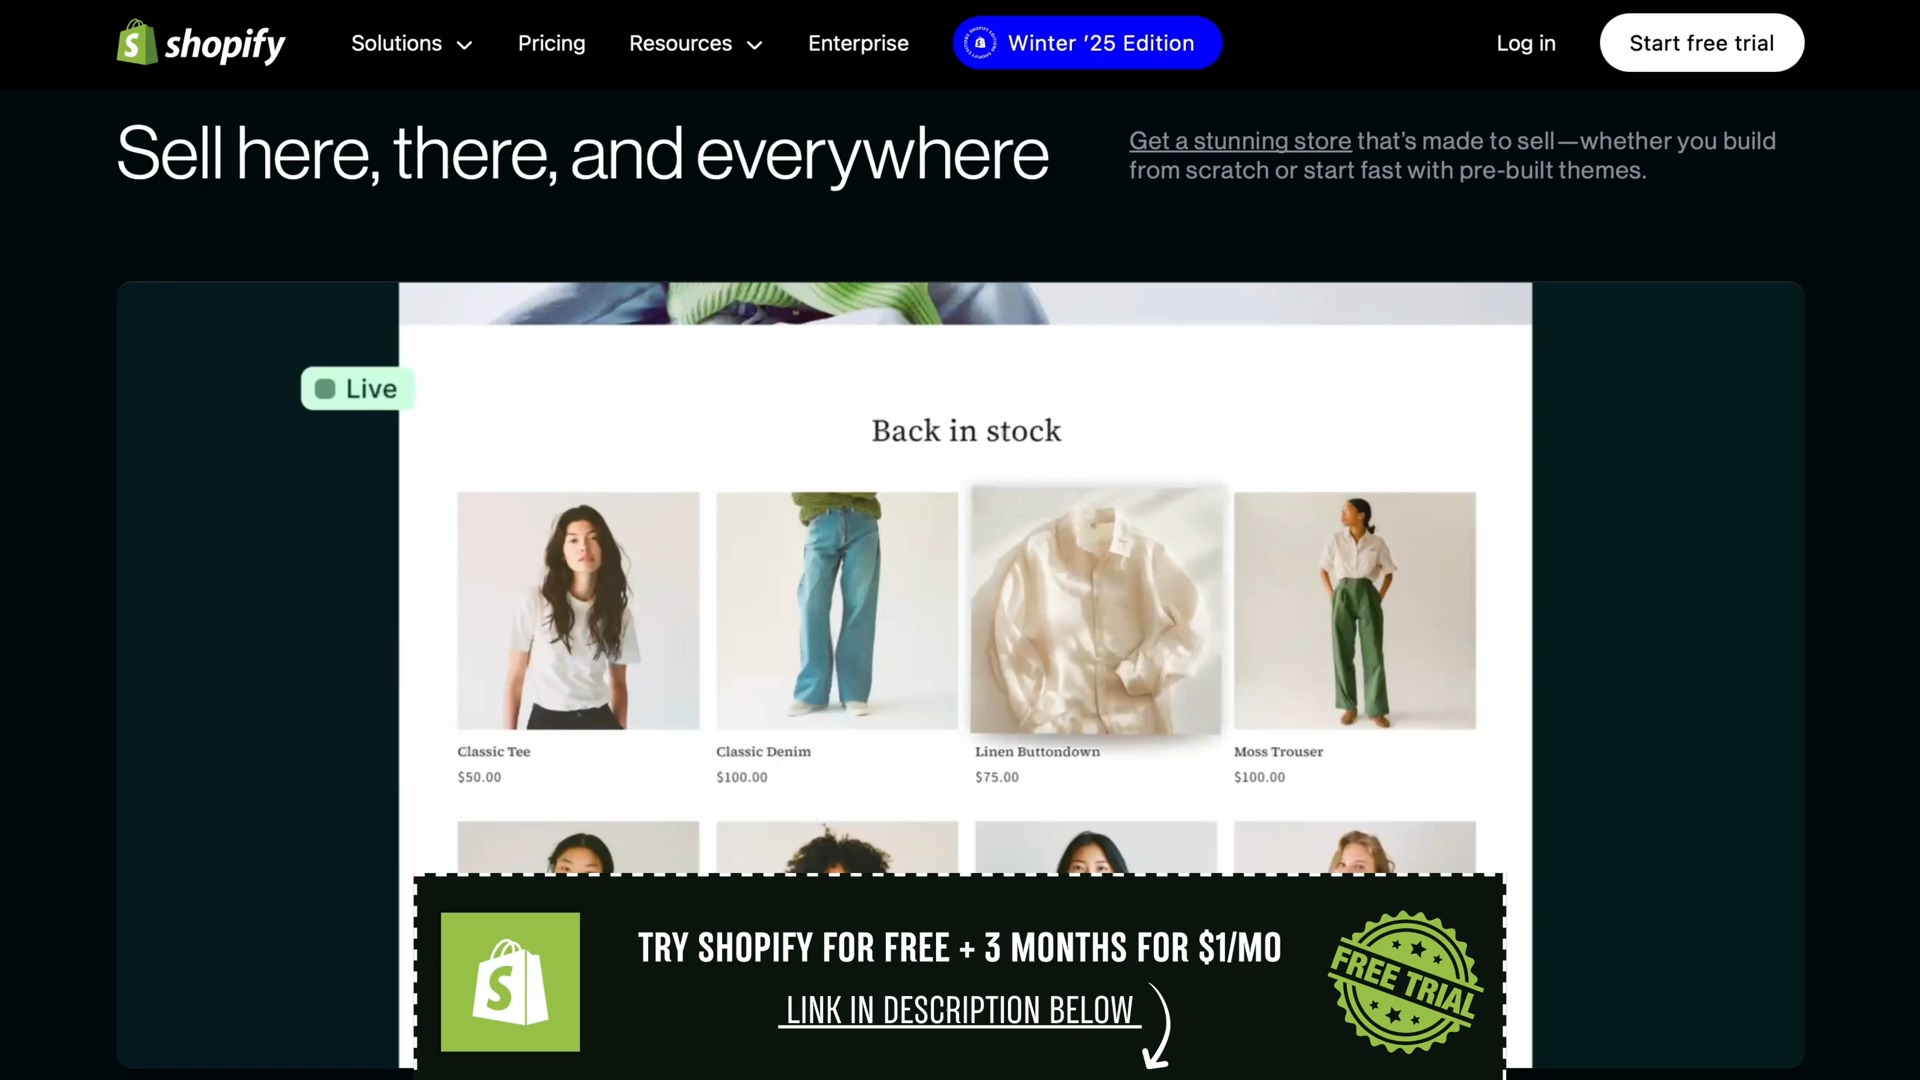 shopify
Solutions
Pricing
Resources
Enterprise
Winter '25 Edition
Log in
Start free trial
Sell here, there, and everywhere
Get a stunning store that's made to sell—whether you build
from scratch or start fast with pre-built themes.
Live
Back in stock
Classic Tee
$50.00
Classic Denim
$100.00
Linen Buttondown
$75.00
Moss Trouser
$100.00
TRY SHOPIFY FOR FREE + 3 MONTHS FOR $1/MO
LINK IN DESCRIPTION BELOW
FREE TRIAL